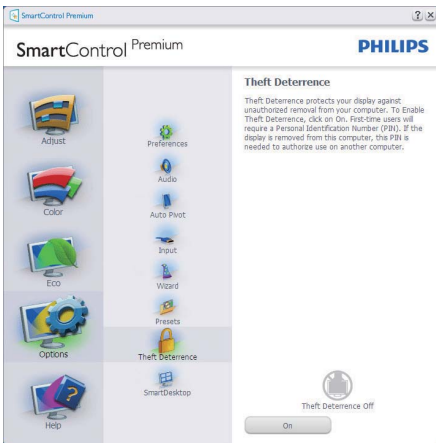 SmartControl Premium
? X
SmartControl Premium
PHILIPS
Adjust
Color
Eco
Options
Help
Preferences
Audio
Auto Pivot
Input
Wizard
Presets
Theft Deterrence
SmartDesktop
Theft Deterrence
Theft Deterrence protects your display against
unauthorized removal from your computer. To Enable
Theft Deterrence, click on On. First-time users will
require a Personal Identification Number (PIN). If the
display is removed from this computer, this PIN is
needed to authorize use on another computer.
Theft Deterrence Off
On